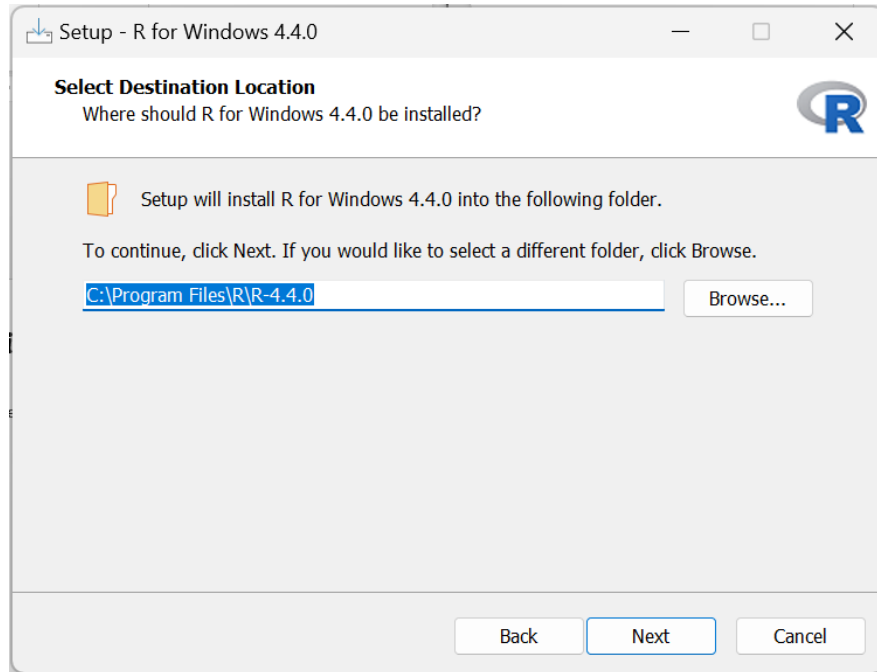 Setup - R for Windows 4.4.0
Select Destination Location
Where should R for Windows 4.4.0 be installed?
R
Setup will install R for Windows 4.4.0 into the following folder.
To continue, click Next. If you would like to select a different folder, click Browse.
C:\Program Files\R\R-4.4.0
Browse...
Back
Next
Cancel